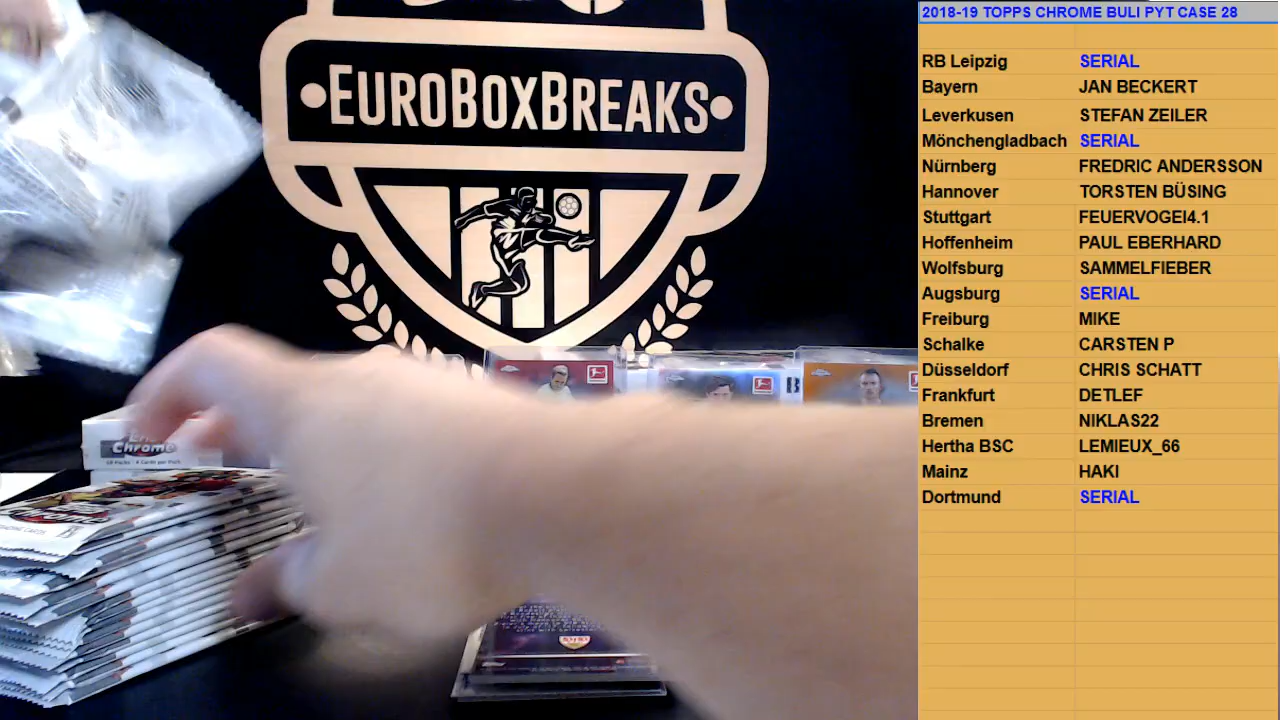 2018-19 TOPPS CHROME BULI PYT CASE 28
RB Leipzig SERIAL
Bayern JAN BECKERT
Leverkusen STEFAN ZEILER
Mönchengladbach SERIAL
Nürnberg FREDRIC ANDERSSON
Hannover TORSTEN BÜSING
Stuttgart FEUERVOGEl4.1
Hoffenheim PAUL EBERHARD
Wolfsburg SAMMELFIEBER
Augsburg SERIAL
Freiburg MIKE
Schalke CARSTEN P
Düsseldorf CHRIS SCHATT
Frankfurt DETLEF
Bremen NIKLAS22
Hertha BSC LEMIEUX_66
Mainz HAKI
Dortmund SERIAL
•EUROBOXBREAKS•
Chrome